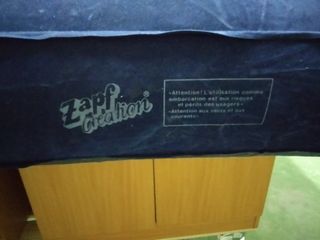 Zapf
Creation®
«Attention! L'utilisation comme
embarcation est aux risques
et périls des usagers»
«Attention aux vents et aux
courants»